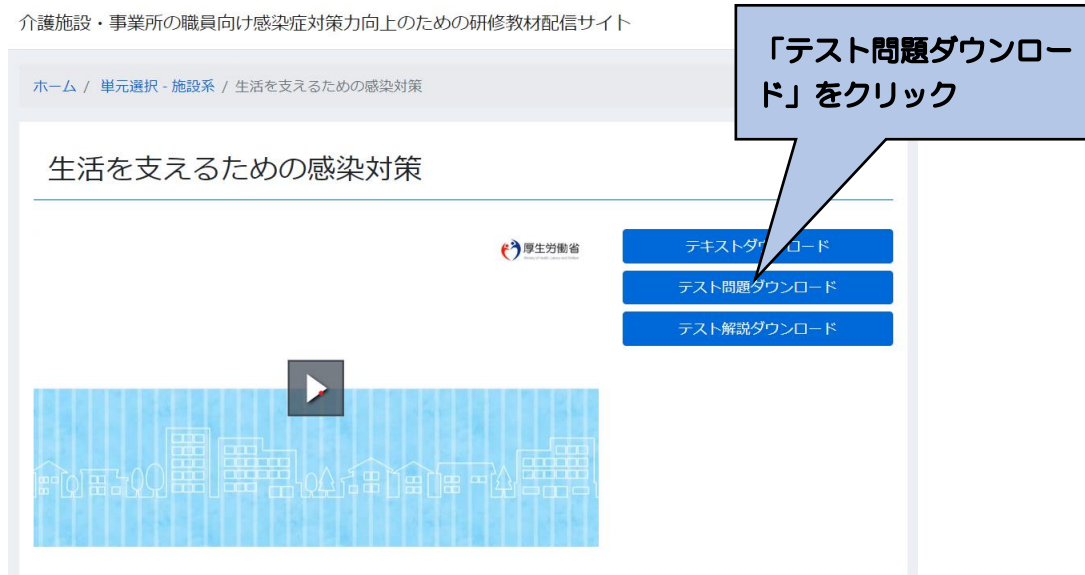 介護施設・事業所の職員向け感染症対策力向上のための研修教材配信サイト
「テスト問題ダウンロー
ド」をクリック
ホーム / 単元選択 - 施設系 / 生活を支えるための感染対策
生活を支えるための感染対策
厚生労働省
テキストダウンロード
テスト問題ダウンロード
テスト解説ダウンロード